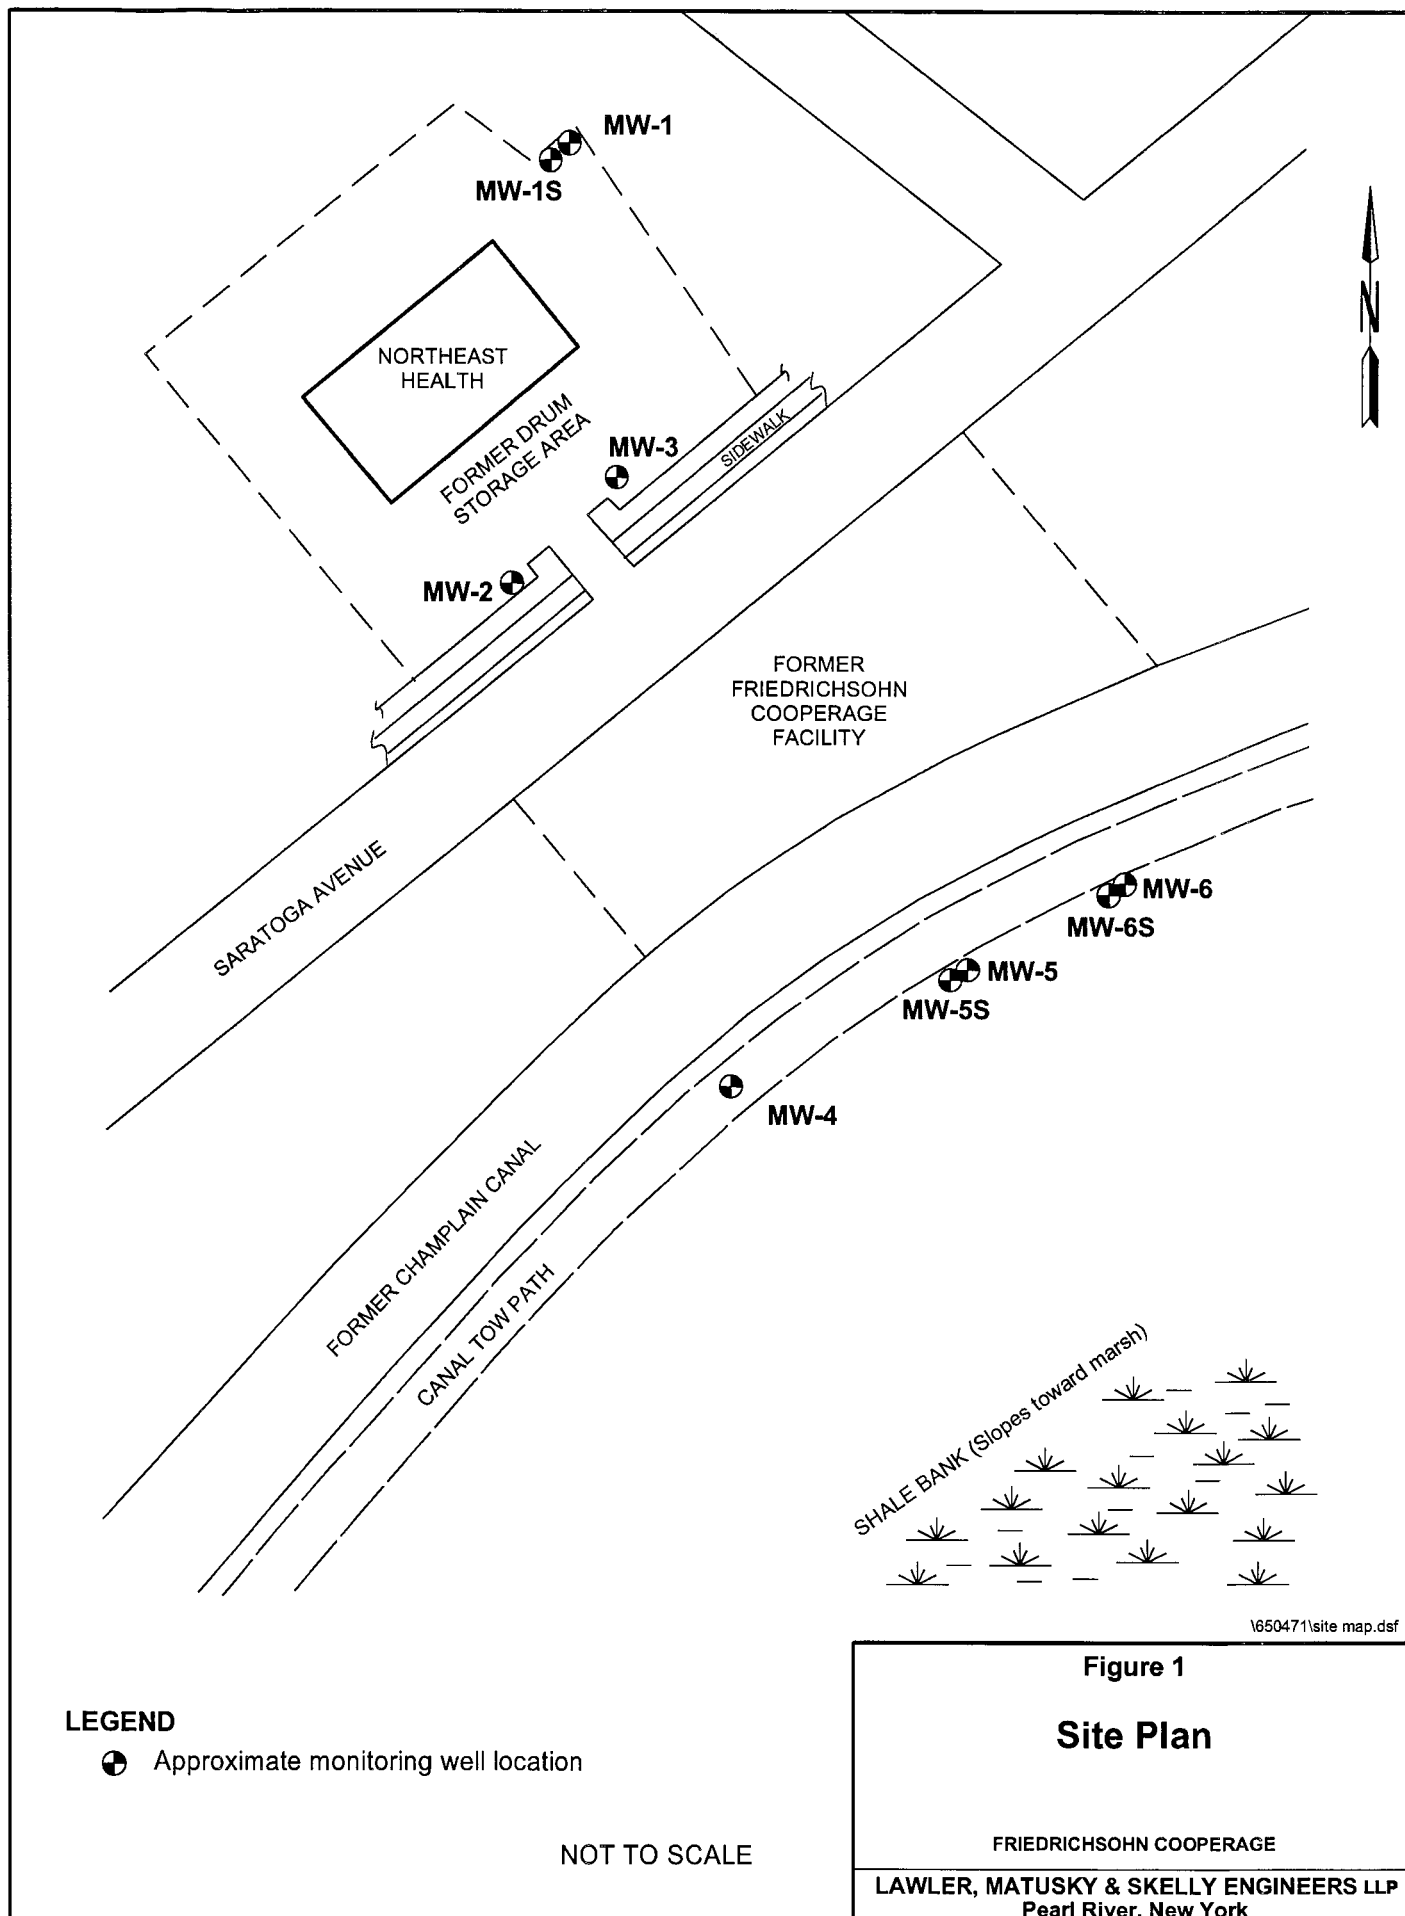 MW-1
MW-1S
N
NORTHEAST
HEALTH
FORMER DRUM
STORAGE AREA
MW-3
SIDEWALK
MW-2
FORMER
FRIEDRICHSOHN
COOPERAGE
FACILITY
SARATOGA AVENUE
MW-6
MW-6S
MW-5
MW-5S
MW-4
FORMER CHAMPLAIN CANAL
CANAL TOW PATH
SHALE BANK (Slopes toward marsh)
\650471\site map.dsf
LEGEND
Approximate monitoring well location
NOT TO SCALE
Figure 1
Site Plan
FRIEDRICHSOHN COOPERAGE
LAWLER, MATUSKY & SKELLY ENGINEERS LLP
Pearl River, New York